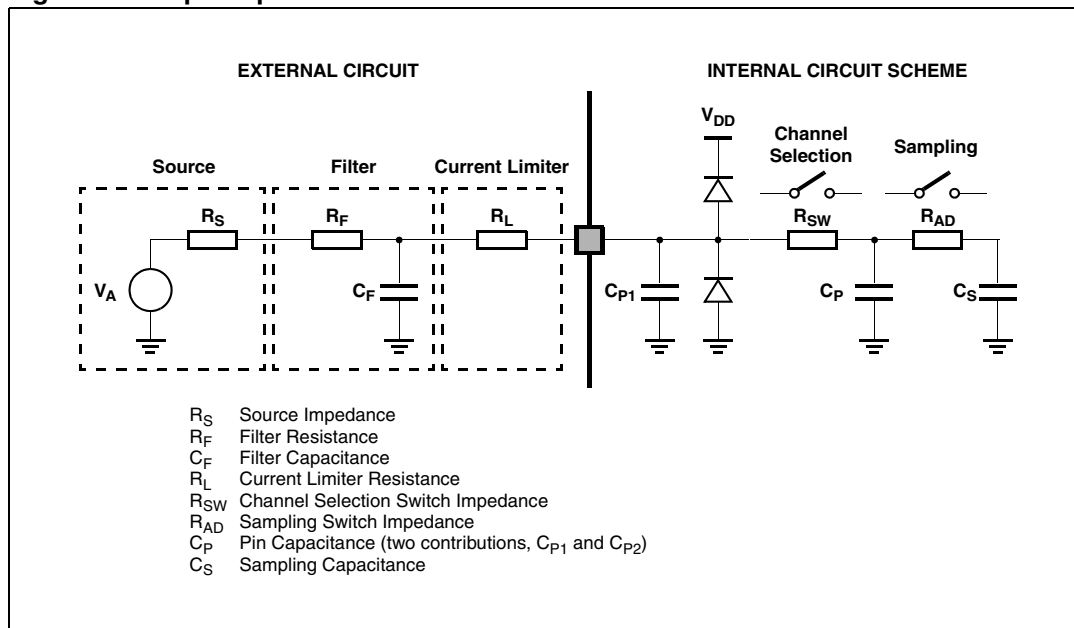 EXTERNAL CIRCUIT
INTERNAL CIRCUIT SCHEME
VDD
Channel
Selection
Sampling
Source
Filter
Current Limiter
RS
RF
RL
RSW
RAD
VA
CF
CP1
CP
CS
RS Source Impedance
RF Filter Resistance
CF Filter Capacitance
RL Current Limiter Resistance
RSW Channel Selection Switch Impedance
RAD Sampling Switch Impedance
CP Pin Capacitance (two contributions, CP1 and CP2)
CS Sampling Capacitance